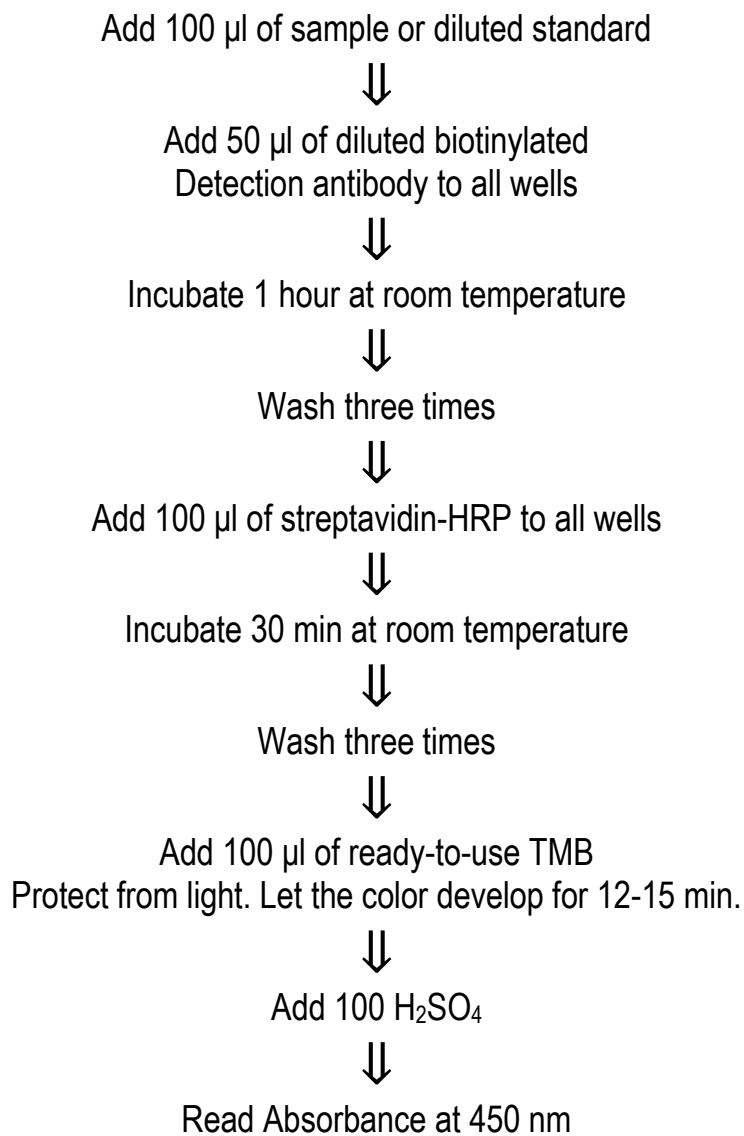 Add 100 µl of sample or diluted standard
⇓
Add 50 µl of diluted biotinylated
Detection antibody to all wells
⇓
Incubate 1 hour at room temperature
⇓
Wash three times
⇓
Add 100 µl of streptavidin-HRP to all wells
⇓
Incubate 30 min at room temperature
⇓
Wash three times
⇓
Add 100 µl of ready-to-use TMB
Protect from light. Let the color develop for 12-15 min.
⇓
Add 100 H₂SO₄
⇓
Read Absorbance at 450 nm